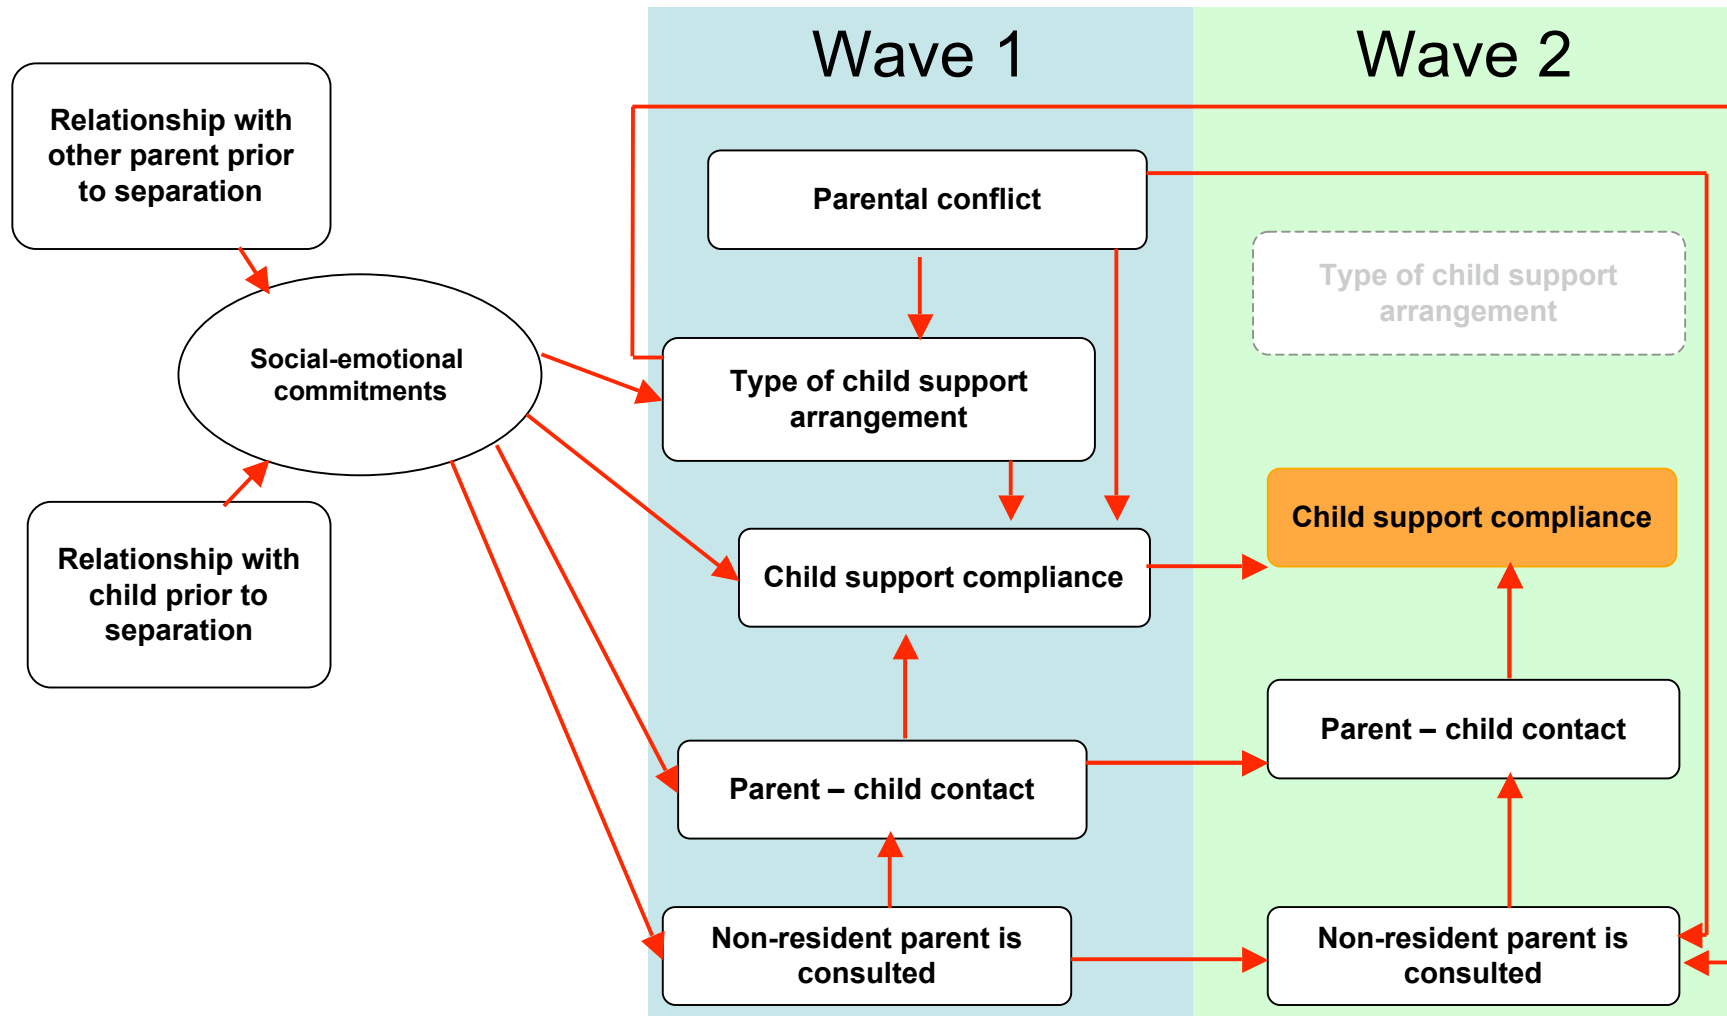 Wave 1
Wave 2
Relationship with
other parent prior
to separation
Parental conflict
Type of child support
arrangement
Social-emotional
commitments
Type of child support
arrangement
Child support compliance
Relationship with
child prior to
separation
Child support compliance
Parent – child contact
Parent – child contact
Non-resident parent is
consulted
Non-resident parent is
consulted